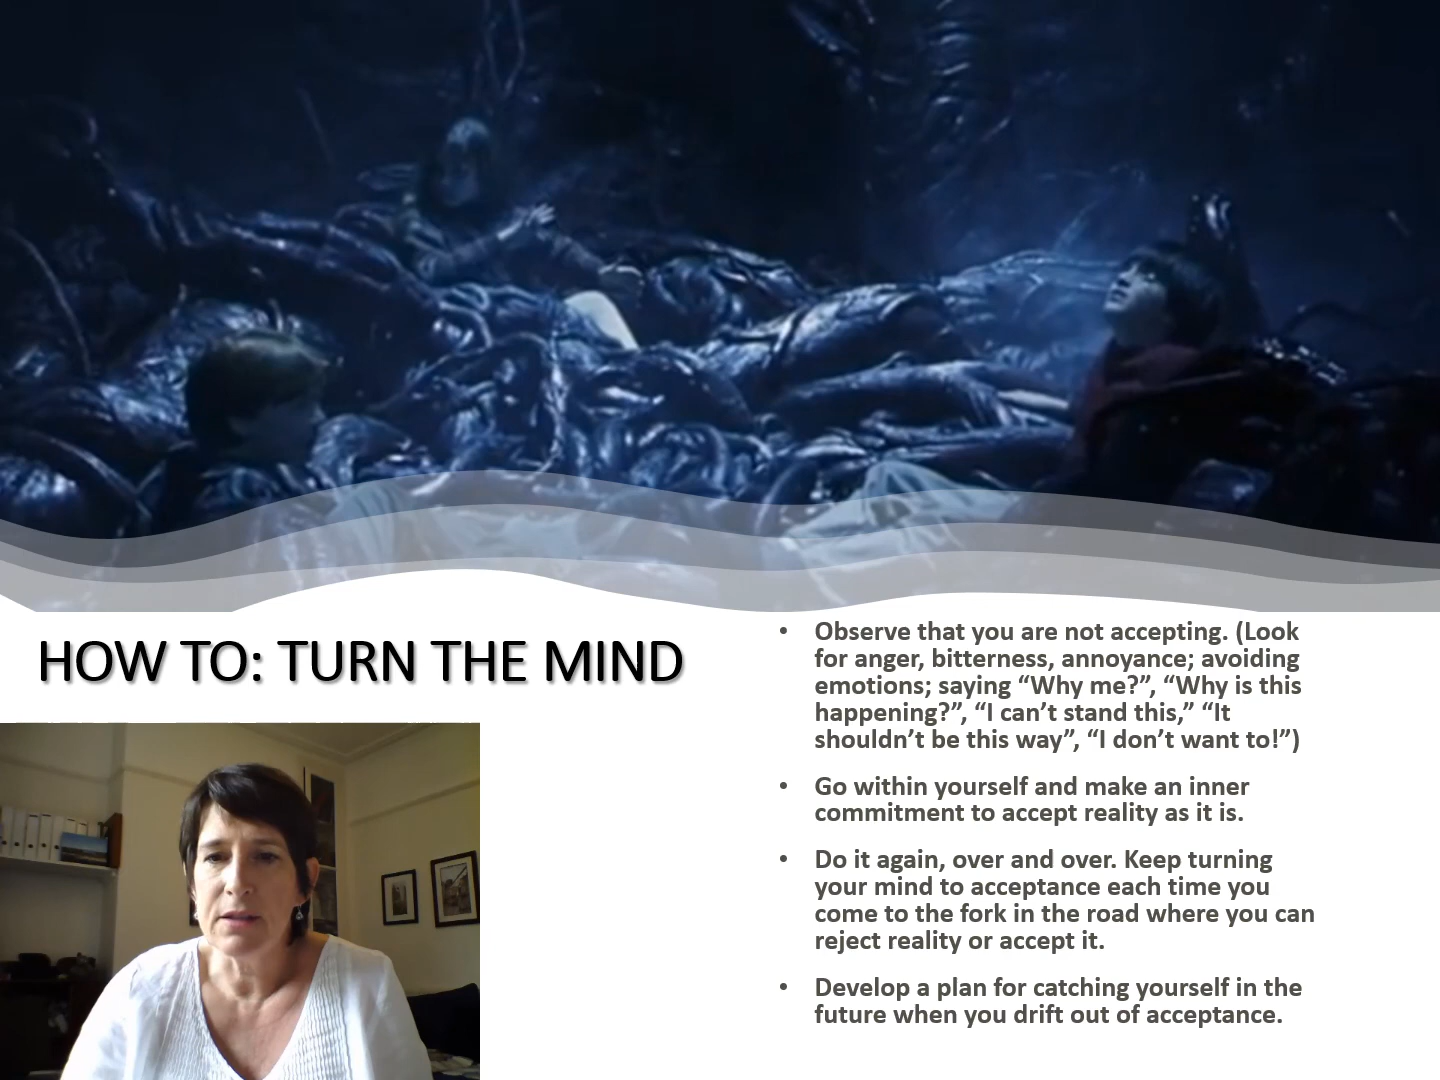 HOW TO: TURN THE MIND
• Observe that you are not accepting. (Look
for anger, bitterness, annoyance; avoiding
emotions; saying “Why me?”, “Why is this
happening?”, “I can’t stand this,” “It
shouldn’t be this way”, “I don’t want to!”)
• Go within yourself and make an inner
commitment to accept reality as it is.
• Do it again, over and over. Keep turning
your mind to acceptance each time you
come to the fork in the road where you can
reject reality or accept it.
• Develop a plan for catching yourself in the
future when you drift out of acceptance.